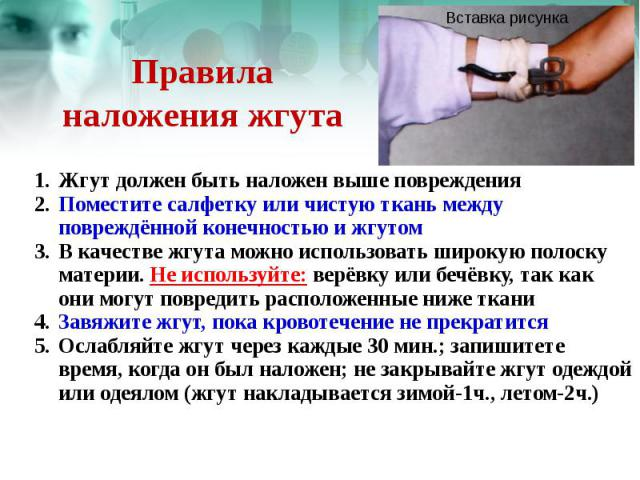 Вставка рисунка
Правила
наложения жгута
1. Жгут должен быть наложен выше повреждения
2. Поместите салфетку или чистую ткань между
повреждённой конечностью и жгутом
3. В качестве жгута можно использовать широкую полоску
материи. Не используйте: верёвку или бечёвку, так как
они могут повредить расположенные ниже ткани
4. Завяжите жгут, пока кровотечение не прекратится
5. Ослабляйте жгут через каждые 30 мин.; запишитете
время, когда он был наложен; не закрывайте жгут одеждой
или одеялом (жгут накладывается зимой-1ч., летом-2ч.)